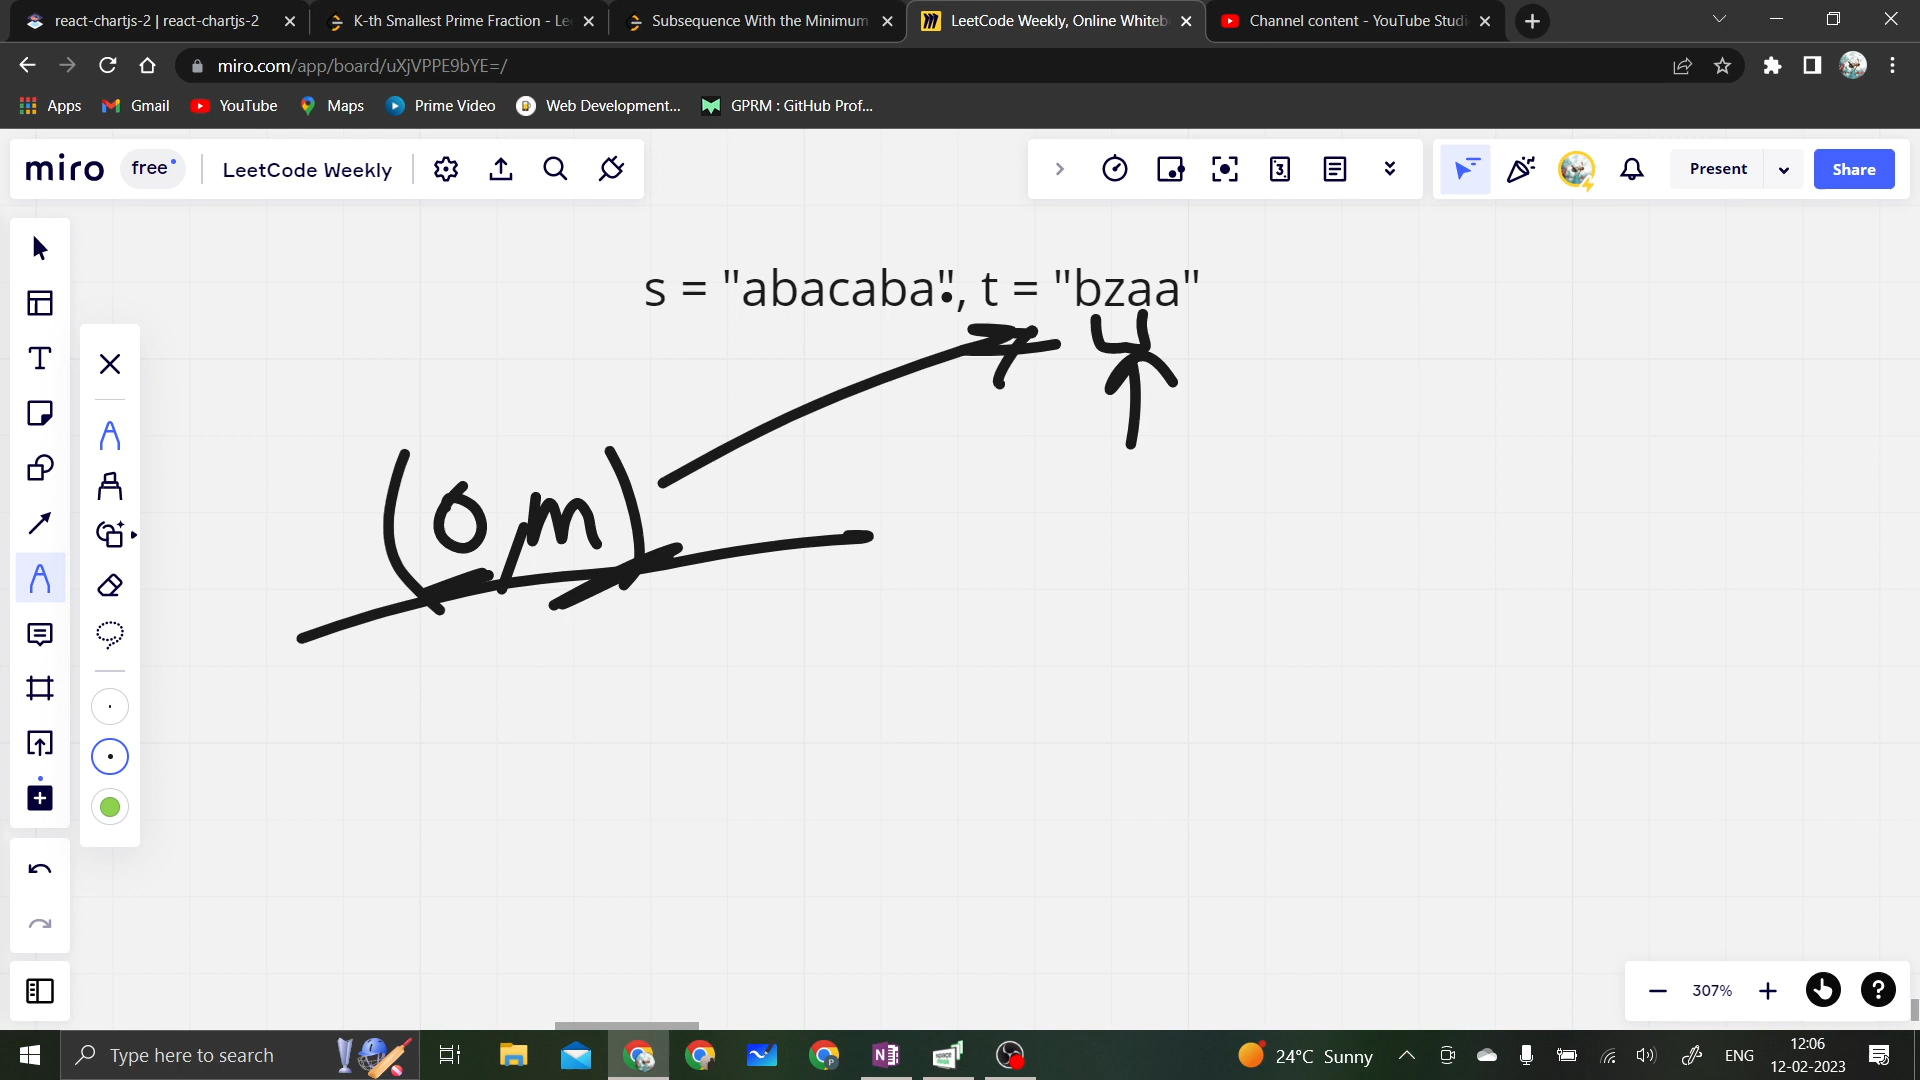 react-chartjs-2 | react-chartjs-2
K-th Smallest Prime Fraction - Le
Subsequence With the Minimum
LeetCode Weekly, Online Whiteb
Channel content - YouTube Studi
miro.com/app/board/uXjVPPE9bYE=/
Apps
Gmail
YouTube
Maps
Prime Video
Web Development...
GPRM : GitHub Prof...
miro
free
LeetCode Weekly
3
Present
Share
s = "abacaba", t = "bzaa"
(0,m)
307%
Type here to search
24°C Sunny
ENG
12:06
12-02-2023